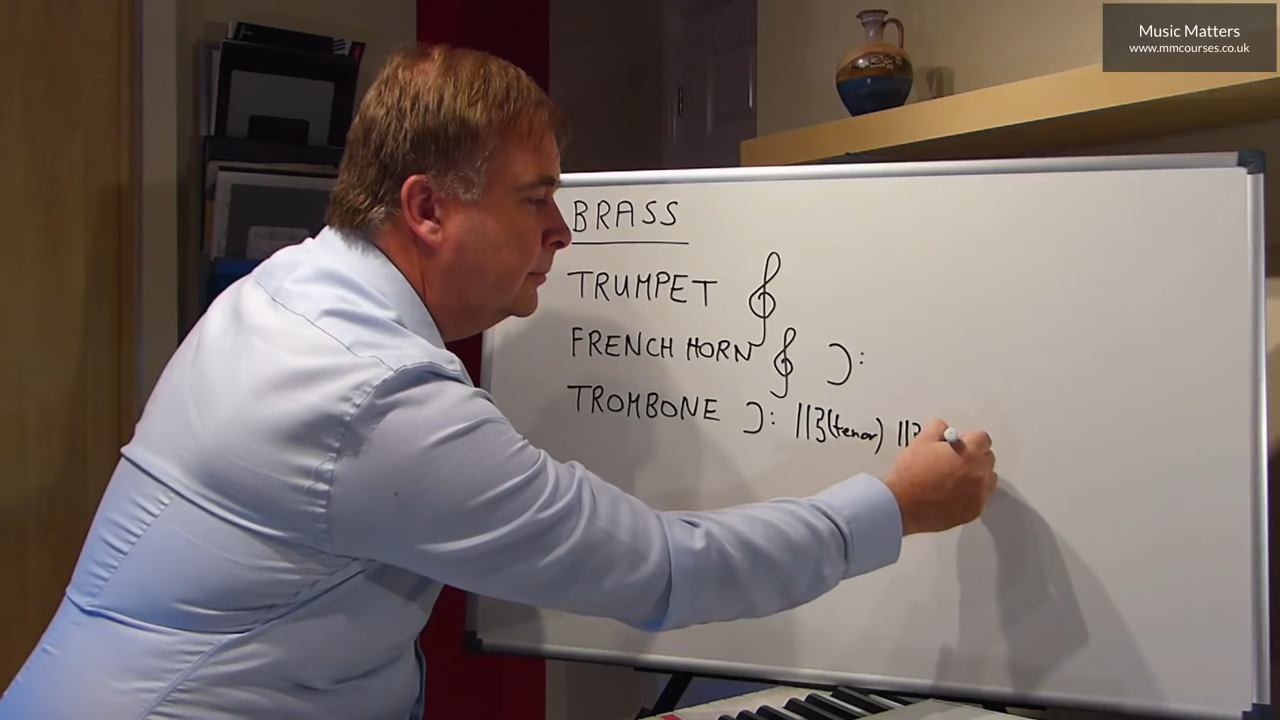 Music Matters
www.mmcourses.co.uk
BRASS
TRUMPET 𝄞
FRENCH HORN 𝄞 𝄢
TROMBONE 𝄢 𝄡 (tenor) 𝄡